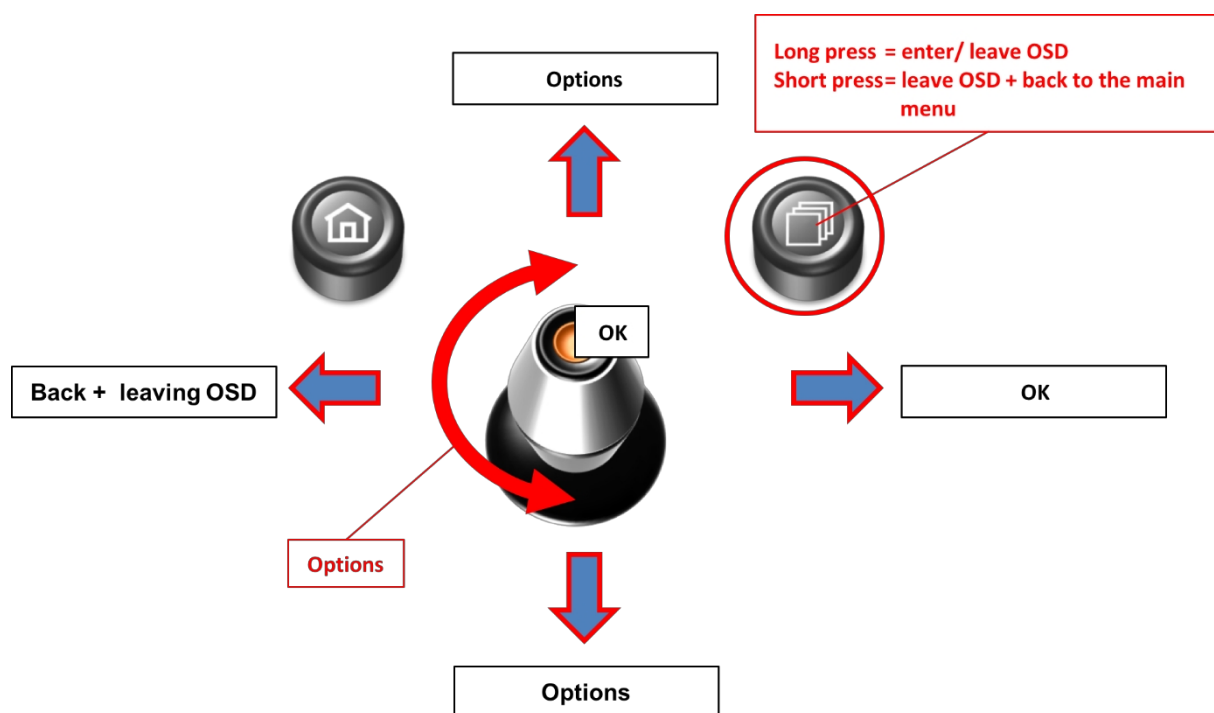 Options
Long press = enter/ leave OSD
Short press= leave OSD + back to the main
menu
OK
Back + leaving OSD
OK
Options
Options